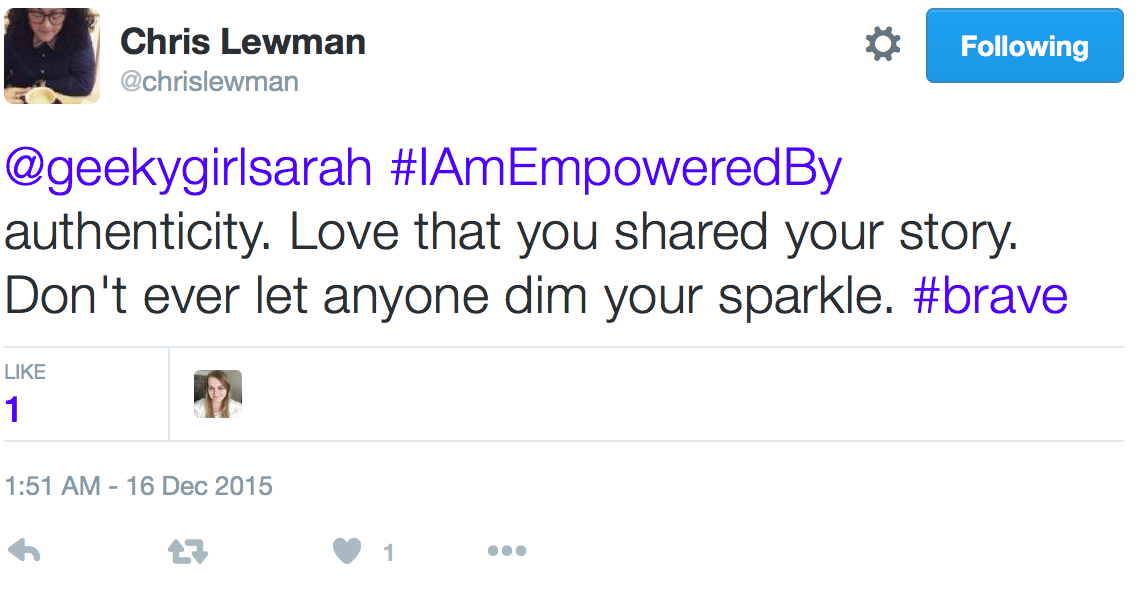 Chris Lewman
@chrislewman
Following
@geekygirlsarah #IAmEmpoweredBy
authenticity. Love that you shared your story.
Don't ever let anyone dim your sparkle. #brave
LIKE
1
1:51 AM - 16 Dec 2015
1